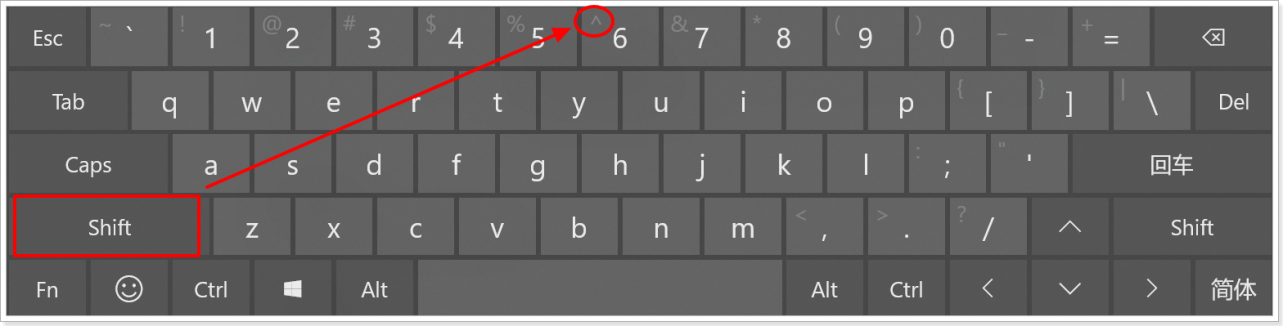 Esc ~ ` ! 1 @ 2 # 3 $ 4 % 5 ^ 6 & 7 * 8 ( 9 ) 0 _ - + =
Tab q w e r t y u i o p { [ } ] | \ Del
Caps a s d f g h j k l : ; " ' 回车
Shift z x c v b n m < , > . ? / Shift
Fn Ctrl Alt Alt Ctrl 简体